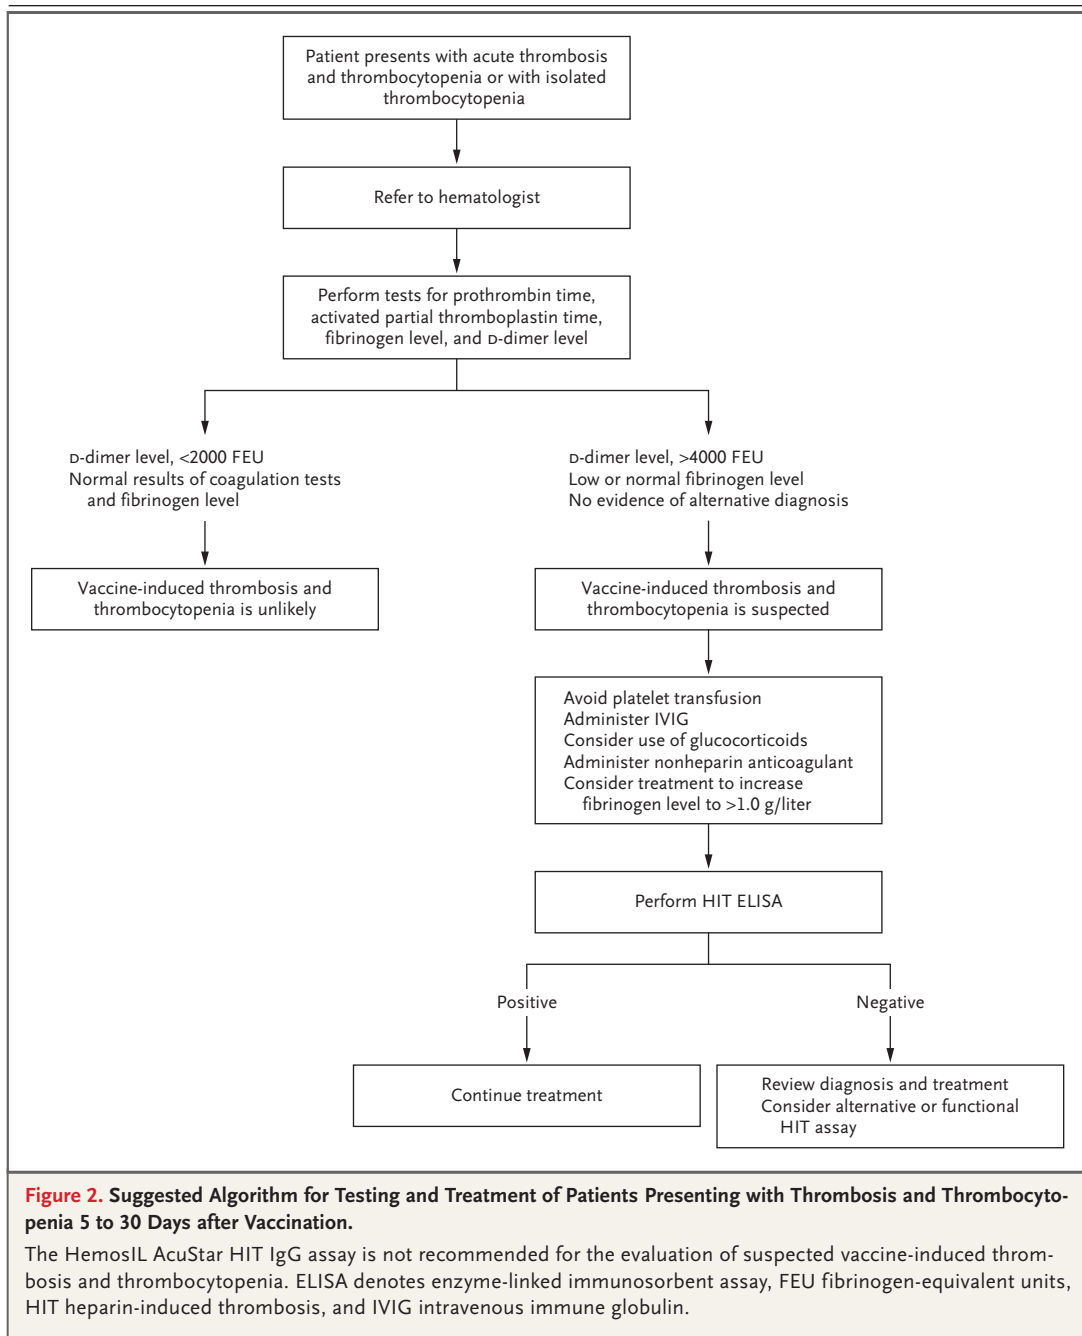 Patient presents with acute thrombosis
and thrombocytopenia or with isolated
thrombocytopenia
Refer to hematologist
Perform tests for prothrombin time,
activated partial thromboplastin time,
fibrinogen level, and D-dimer level
D-dimer level, <2000 FEU
Normal results of coagulation tests
and fibrinogen level
D-dimer level, >4000 FEU
Low or normal fibrinogen level
No evidence of alternative diagnosis
Vaccine-induced thrombosis and
thrombocytopenia is unlikely
Vaccine-induced thrombosis and
thrombocytopenia is suspected
Avoid platelet transfusion
Administer IVIG
Consider use of glucocorticoids
Administer nonheparin anticoagulant
Consider treatment to increase
fibrinogen level to >1.0 g/liter
Perform HIT ELISA
Positive
Negative
Continue treatment
Review diagnosis and treatment
Consider alternative or functional
HIT assay
Figure 2. Suggested Algorithm for Testing and Treatment of Patients Presenting with Thrombosis and Thrombocyto-
penia 5 to 30 Days after Vaccination.
The HemosIL AcuStar HIT IgG assay is not recommended for the evaluation of suspected vaccine-induced throm-
bosis and thrombocytopenia. ELISA denotes enzyme-linked immunosorbent assay, FEU fibrinogen-equivalent units,
HIT heparin-induced thrombosis, and IVIG intravenous immune globulin.